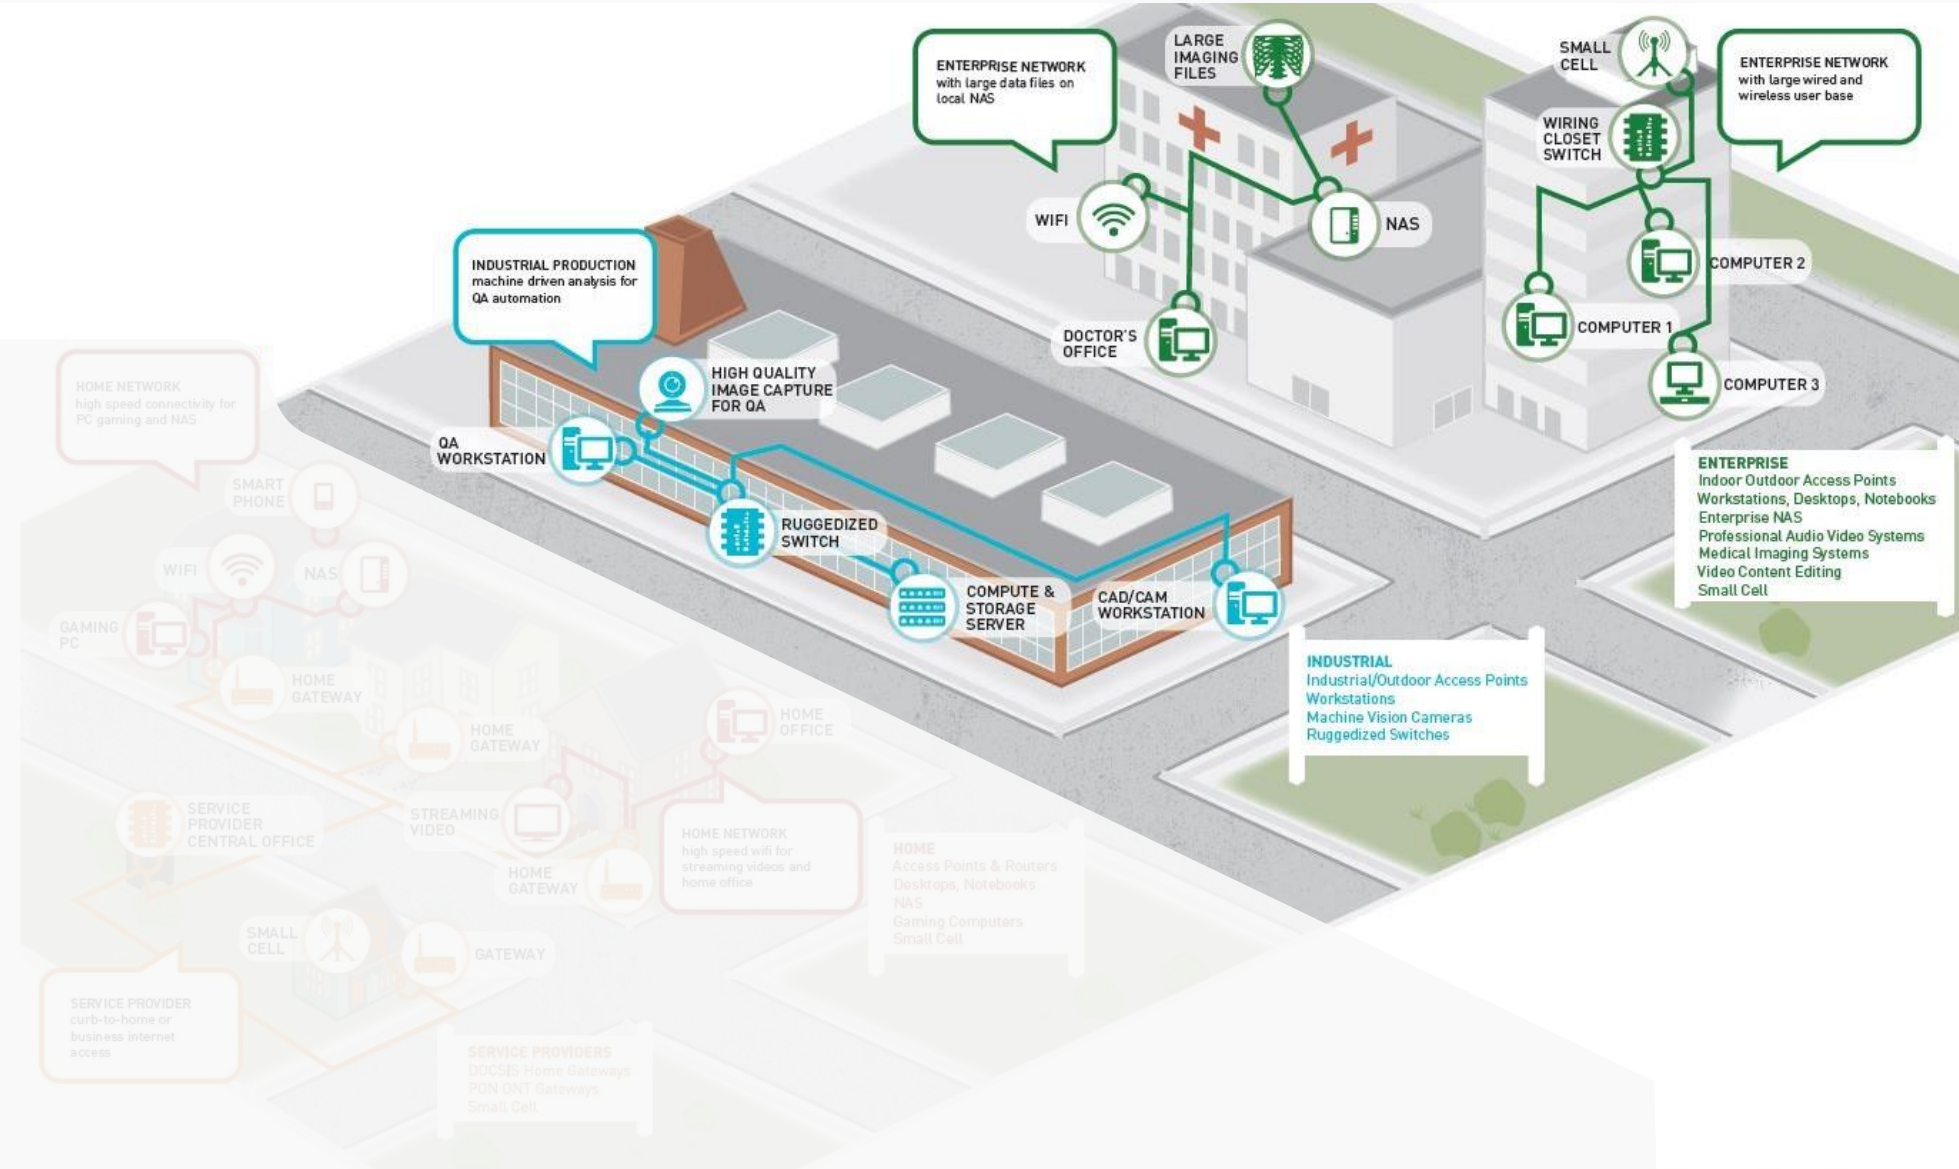 ENTERPRISE NETWORK
with large data files on
local NAS
LARGE
IMAGING
FILES
SMALL
CELL
ENTERPRISE NETWORK
with large wired and
wireless user base
WIRING
CLOSET
SWITCH
WIFI
NAS
COMPUTER 2
INDUSTRIAL PRODUCTION
machine driven analysis for
QA automation
DOCTOR'S
OFFICE
COMPUTER 1
COMPUTER 3
HIGH QUALITY
IMAGE CAPTURE
FOR QA
QA
WORKSTATION
RUGGEDIZED
SWITCH
COMPUTE &
STORAGE
SERVER
CAD/CAM
WORKSTATION
ENTERPRISE
Indoor Outdoor Access Points
Workstations, Desktops, Notebooks
Enterprise NAS
Professional Audio Video Systems
Medical Imaging Systems
Video Content Editing
Small Cell
INDUSTRIAL
Industrial/Outdoor Access Points
Workstations
Machine Vision Cameras
Ruggedized Switches
HOME NETWORK
high speed connectivity for
PC gaming and NAS
SMART
PHONE
WIFI
NAS
GAMING
PC
HOME
GATEWAY
HOME
GATEWAY
HOME
OFFICE
SERVICE
PROVIDER
CENTRAL OFFICE
STREAMING
VIDEO
HOME
GATEWAY
HOME NETWORK
high speed wifi for
streaming videos and
home office
HOME
Access Points & Routers
Desktops, Notebooks
NAS
Gaming Computers
Small Cell
SMALL
CELL
GATEWAY
SERVICE PROVIDER
curb-to-home or
business internet
access
SERVICE PROVIDERS
DOCSIS Home Gateways
PON ONT Gateways
Small Cell